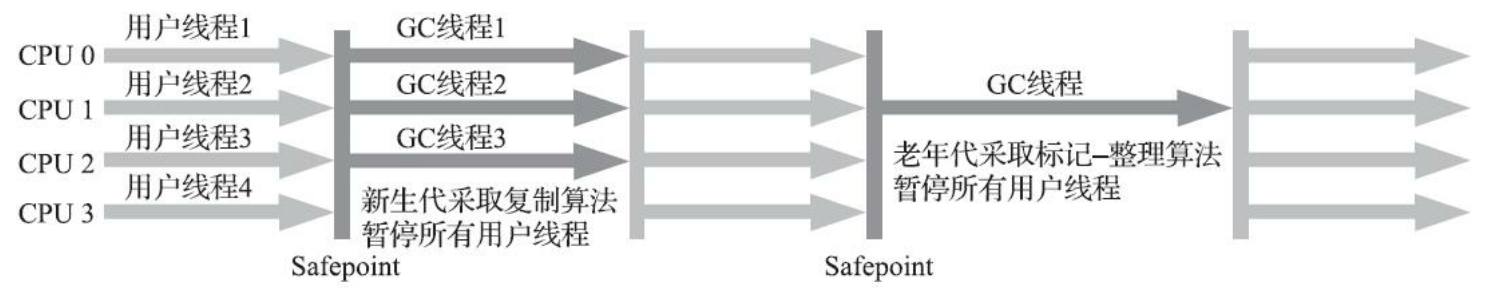 用户线程1
GC线程1
CPU 0
用户线程2
GC线程2
GC线程
CPU 1
用户线程3
GC线程3
CPU 2
老年代采取标记–整理算法
暂停所有用户线程
用户线程4
新生代采取复制算法
暂停所有用户线程
CPU 3
Safepoint
Safepoint